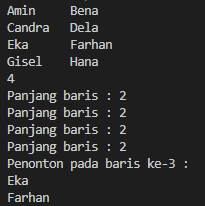 Amin    Bena
Candra  Dela
Eka     Farhan
Gisel   Hana
4
Panjang baris : 2
Panjang baris : 2
Panjang baris : 2
Panjang baris : 2
Penonton pada baris ke-3 :
Eka
Farhan